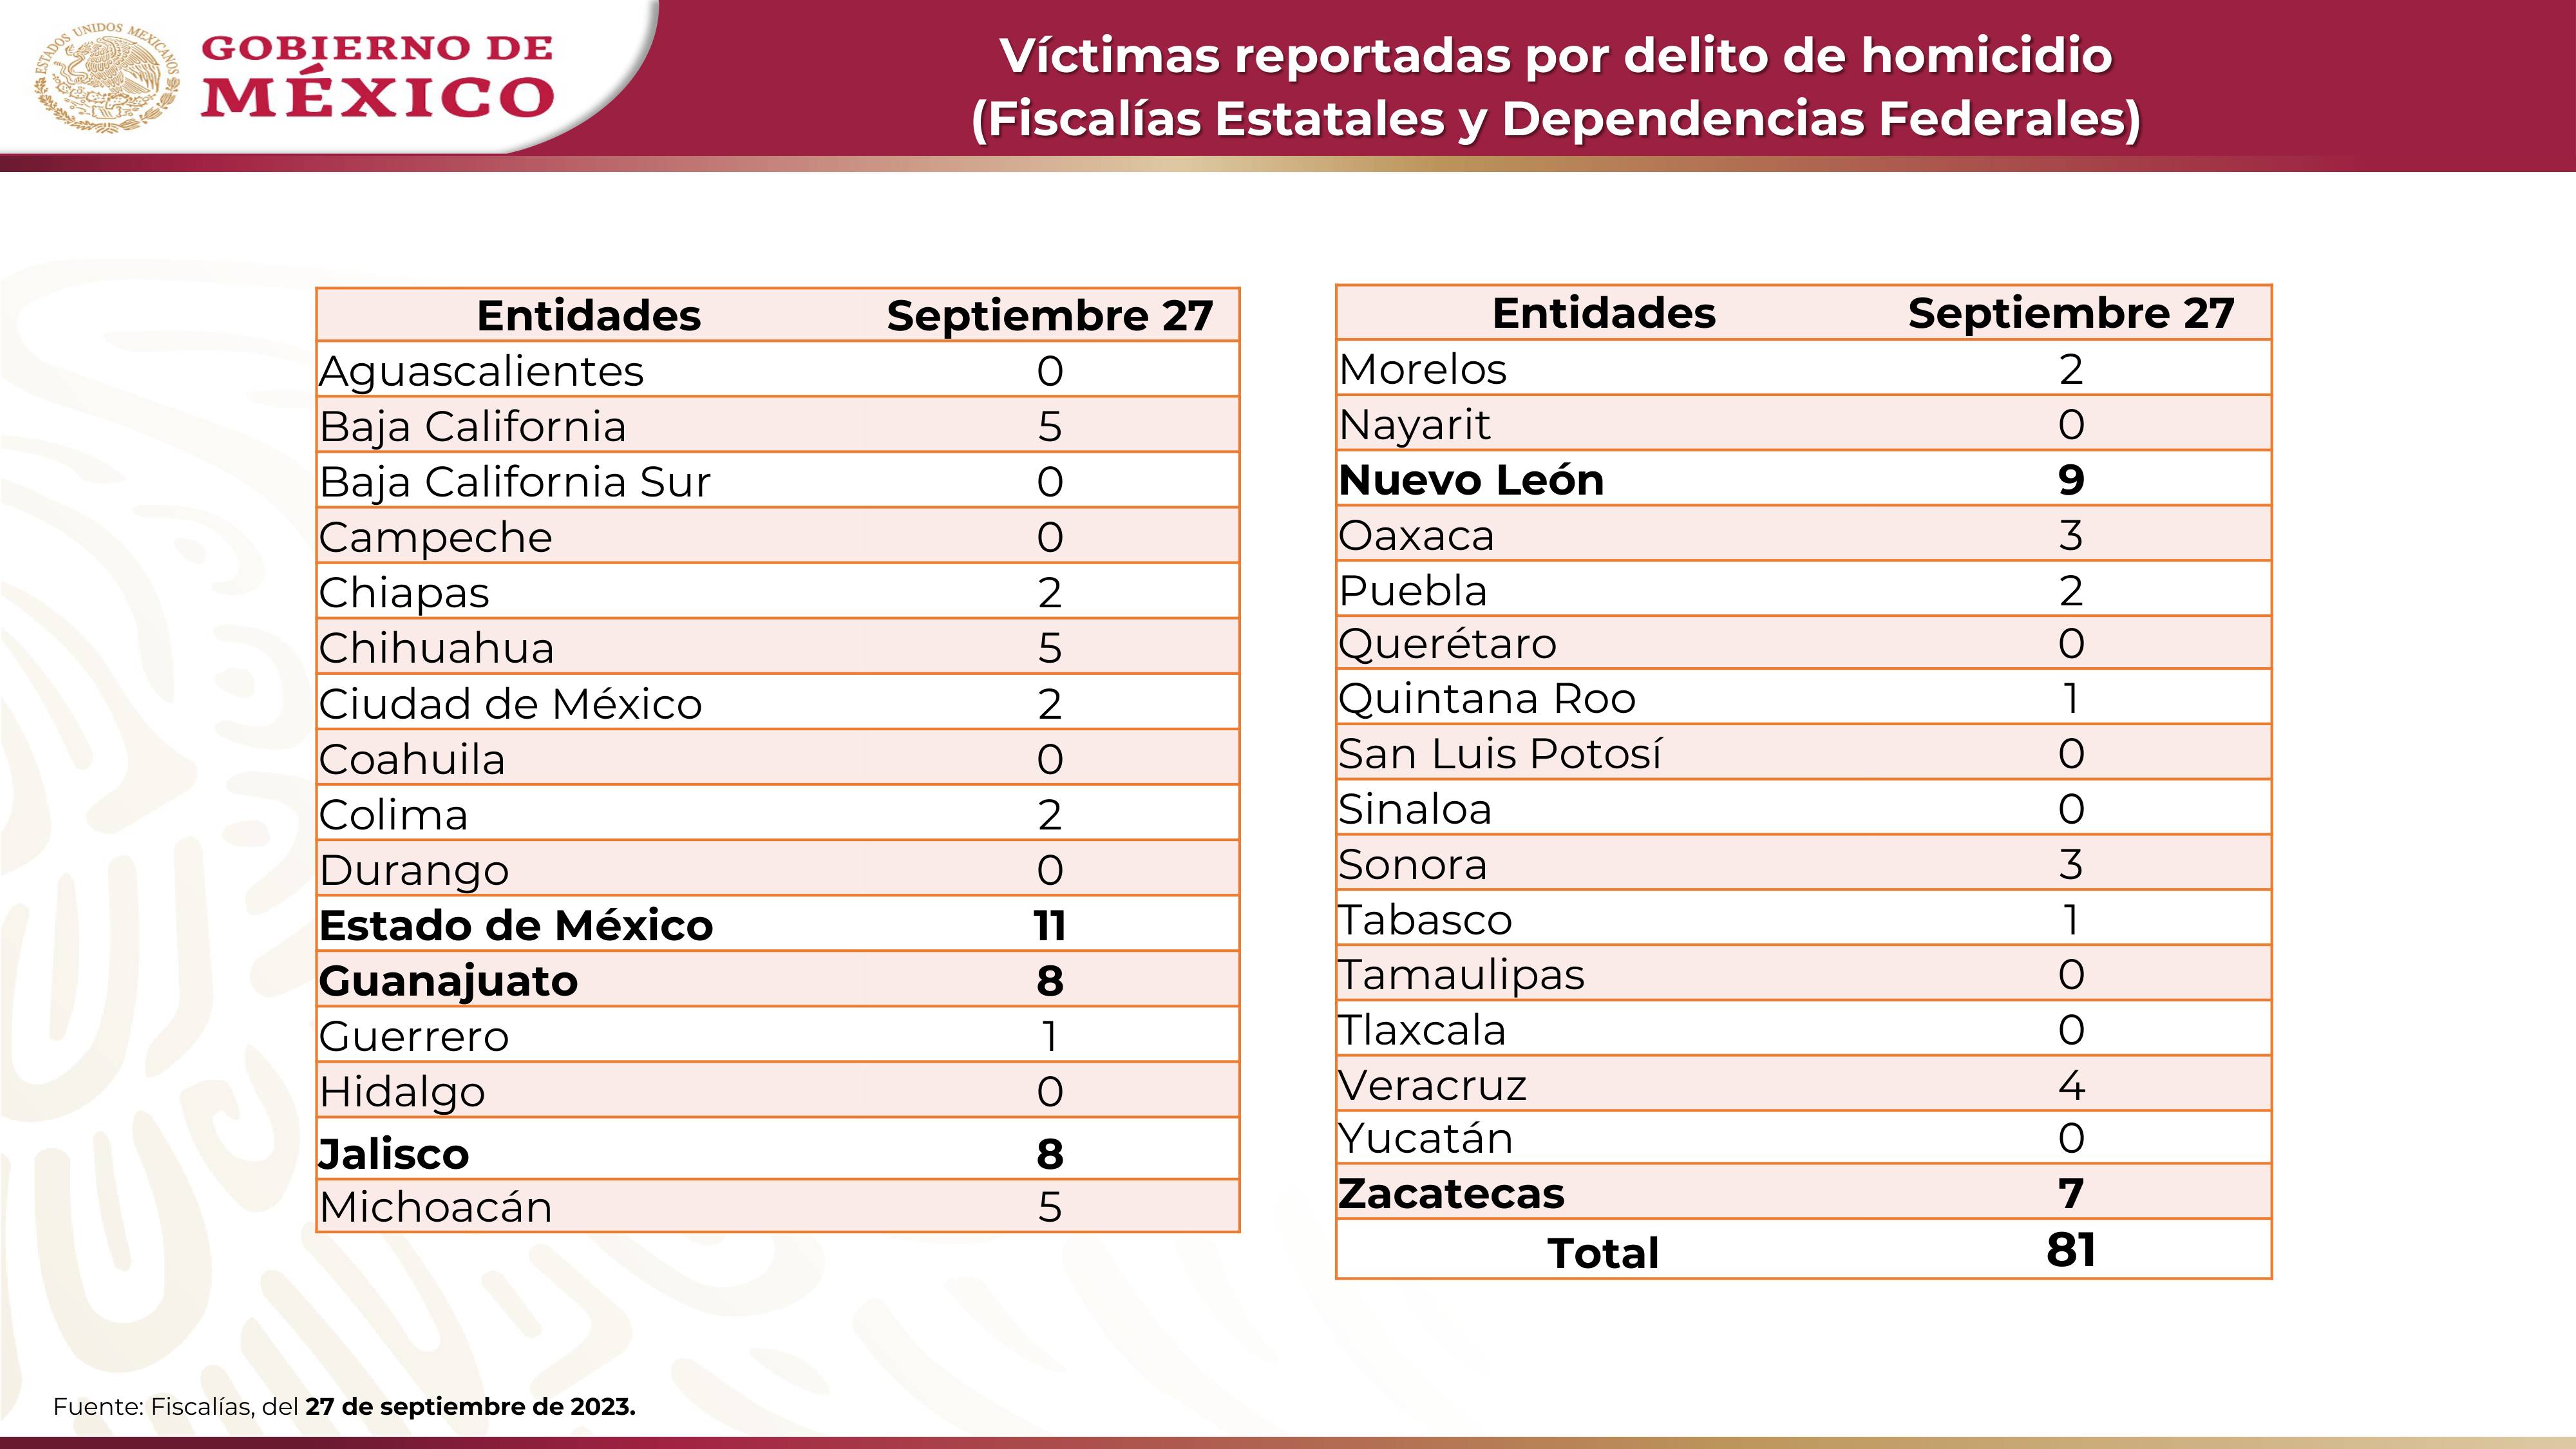 ESTADOS UNIDOS MEXICANOS
GOBIERNO DE
MÉXICO
Víctimas reportadas por delito de homicidio
(Fiscalías Estatales y Dependencias Federales)
Entidades Septiembre 27
Aguascalientes 0
Baja California 5
Baja California Sur 0
Campeche 0
Chiapas 2
Chihuahua 5
Ciudad de México 2
Coahuila 0
Colima 2
Durango 0
Estado de México 11
Guanajuato 8
Guerrero 1
Hidalgo 0
Jalisco 8
Michoacán 5
Entidades Septiembre 27
Morelos 2
Nayarit 0
Nuevo León 9
Oaxaca 3
Puebla 2
Querétaro 0
Quintana Roo 1
San Luis Potosí 0
Sinaloa 0
Sonora 3
Tabasco 1
Tamaulipas 0
Tlaxcala 0
Veracruz 4
Yucatán 0
Zacatecas 7
Total 81
Fuente: Fiscalías, del 27 de septiembre de 2023.